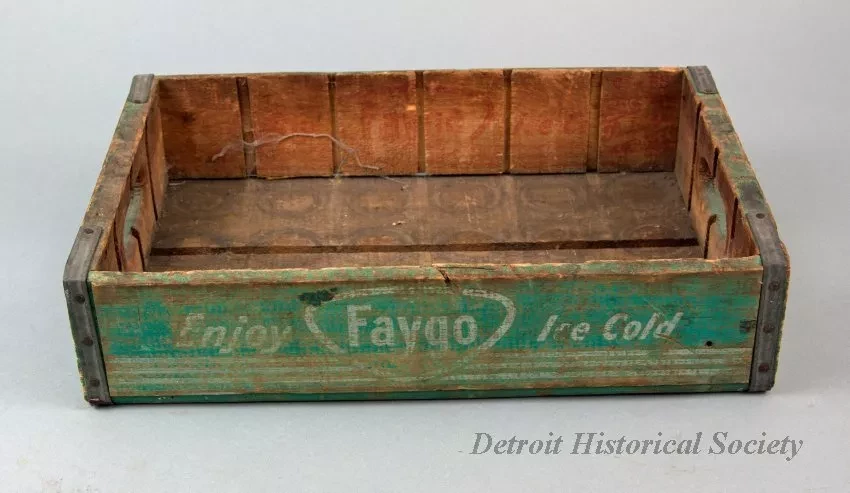 Enjoy Faygo Ice Cold
Detroit Historical Society